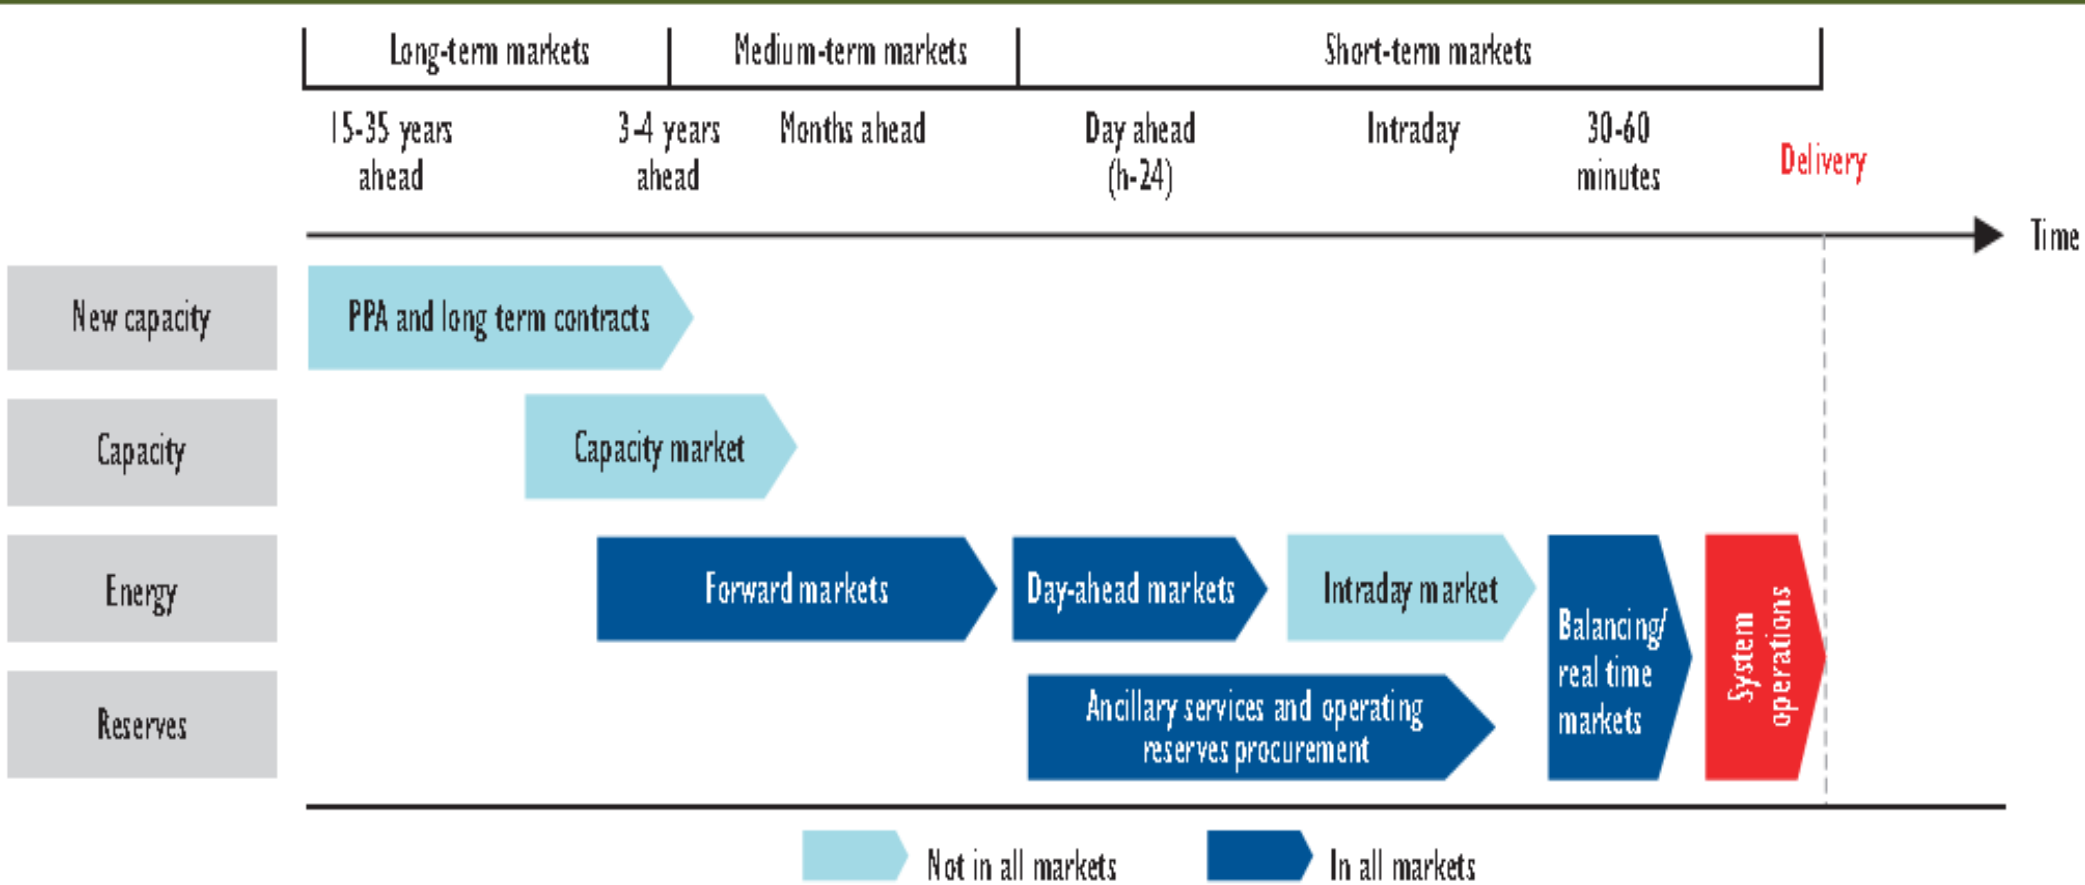 Long-term markets
Medium-term markets
Short-term markets
15-35 years
ahead
3-4 years
ahead
Months ahead
Day ahead
(h-24)
Intraday
30-60
minutes
Delivery
Time
New capacity
PPA and long term contracts
Capacity
Capacity market
Energy
Forward markets
Day-ahead markets
Intraday market
Balancing/
real time
markets
System
operations
Reserves
Ancillary services and operating
reserves procurement
Not in all markets
In all markets